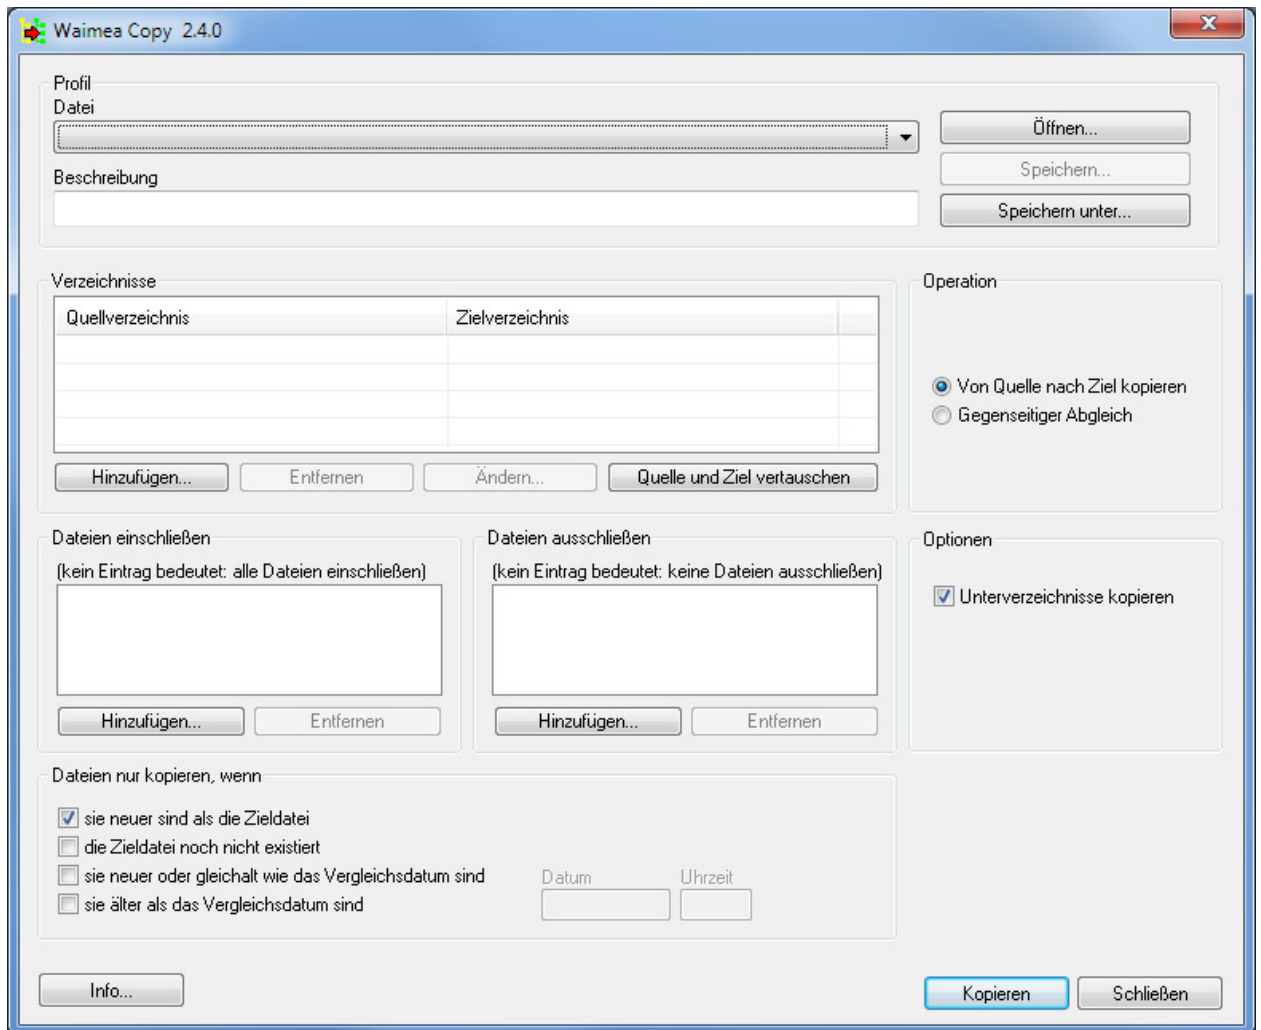 Waimea Copy 2.4.0
X
Profil
Datei
Öffnen...
Speichern...
Beschreibung
Speichern unter...
Verzeichnisse
Operation
Quellverzeichnis Zielverzeichnis
Von Quelle nach Ziel kopieren
Gegenseitiger Abgleich
Hinzufügen... Entfernen Ändern... Quelle und Ziel vertauschen
Dateien einschließen
Dateien ausschließen
Optionen
(kein Eintrag bedeutet: alle Dateien einschließen)
(kein Eintrag bedeutet: keine Dateien ausschließen)
Unterverzeichnisse kopieren
Hinzufügen... Entfernen
Hinzufügen... Entfernen
Dateien nur kopieren, wenn
sie neuer sind als die Zieldatei
die Zieldatei noch nicht existiert
sie neuer oder gleichalt wie das Vergleichsdatum sind
Datum Uhrzeit
sie älter als das Vergleichsdatum sind
Info...
Kopieren
Schließen